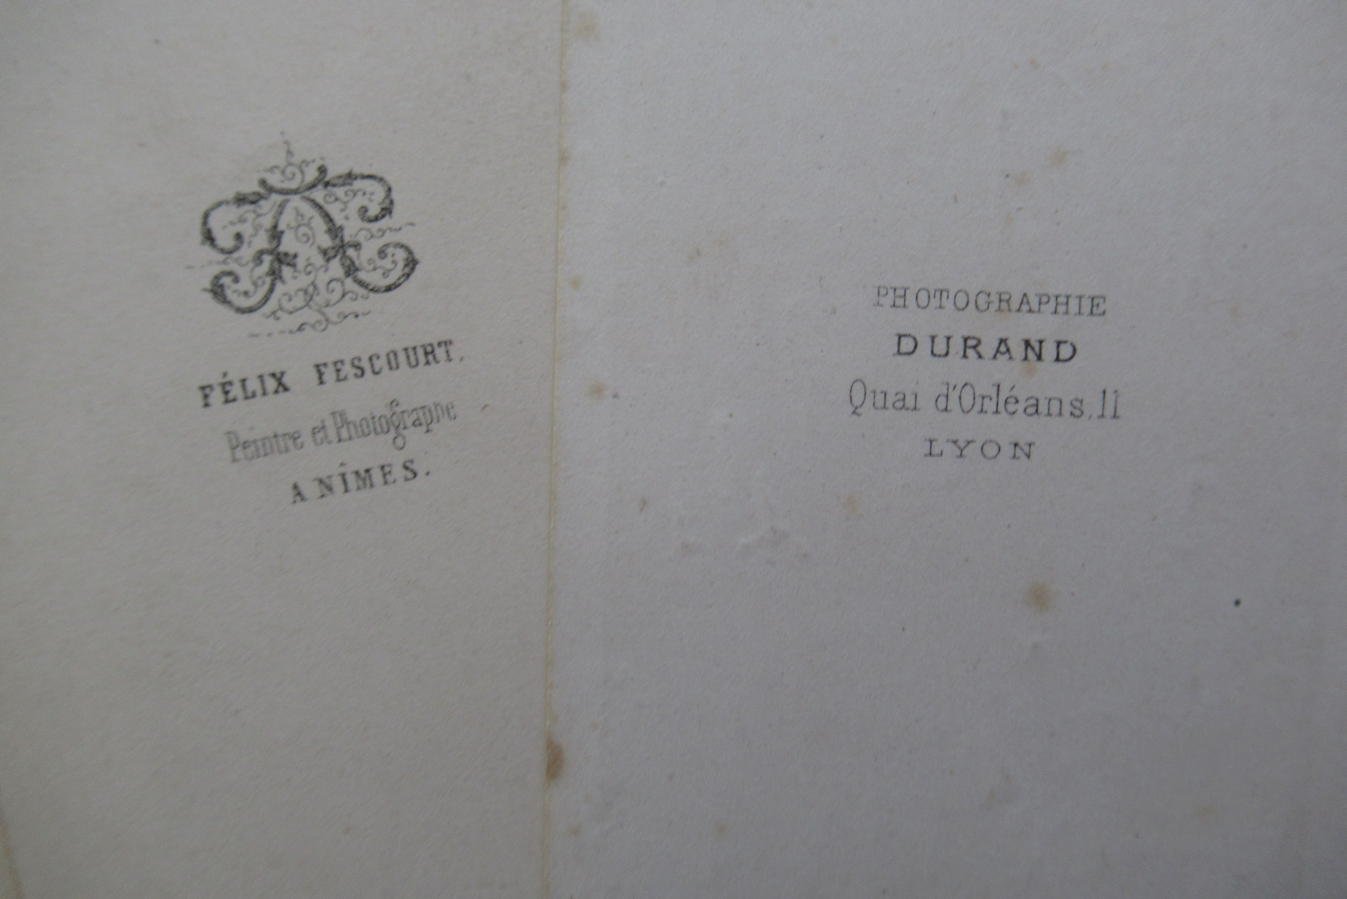 FÉLIX FESCOURT.
Peintre et Photographe
A NÎMES.
PHOTOGRAPHIE
DURAND
Quai d'Orléans, 11
LYON